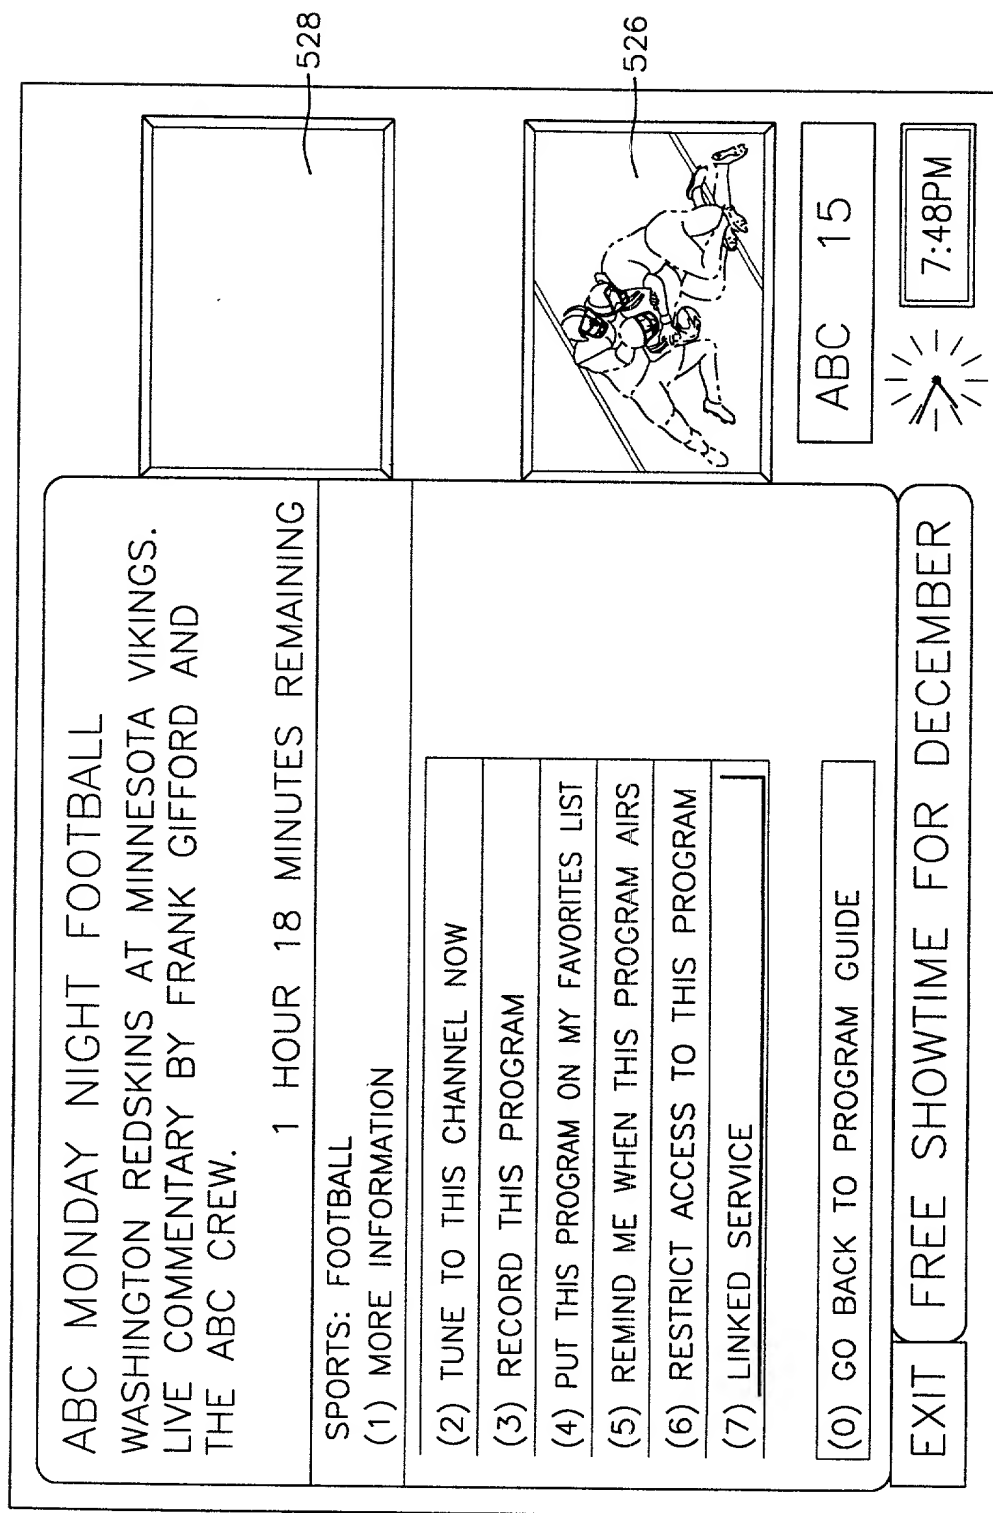 ABC MONDAY NIGHT FOOTBALL
WASHINGTON REDSKINS AT MINNESOTA VIKINGS.
LIVE COMMENTARY BY FRANK GIFFORD AND
THE ABC CREW.
1 HOUR 18 MINUTES REMAINING
SPORTS: FOOTBALL
(1) MORE INFORMATION
(2) TUNE TO THIS CHANNEL NOW
(3) RECORD THIS PROGRAM
(4) PUT THIS PROGRAM ON MY FAVORITES LIST
(5) REMIND ME WHEN THIS PROGRAM AIRS
(6) RESTRICT ACCESS TO THIS PROGRAM
(7) LINKED SERVICE
(0) GO BACK TO PROGRAM GUIDE
EXIT FREE SHOWTIME FOR DECEMBER
528
526
ABC 15
7:48PM